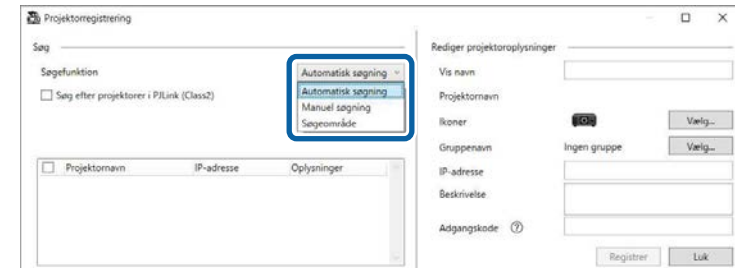 Projektorregistrering
Søg
Søgefunktion
Automatisk søgning
Automatisk søgning
Manuel søgning
Søgeområde
Søg efter projektorer i PJLink (Class2)
Projektornavn IP-adresse Oplysninger
Rediger projektoroplysninger
Vis navn
Projektornavn
Ikoner Vælg...
Gruppenavn Ingen gruppe Vælg...
IP-adresse
Beskrivelse
Adgangskode ?
Registrer Luk